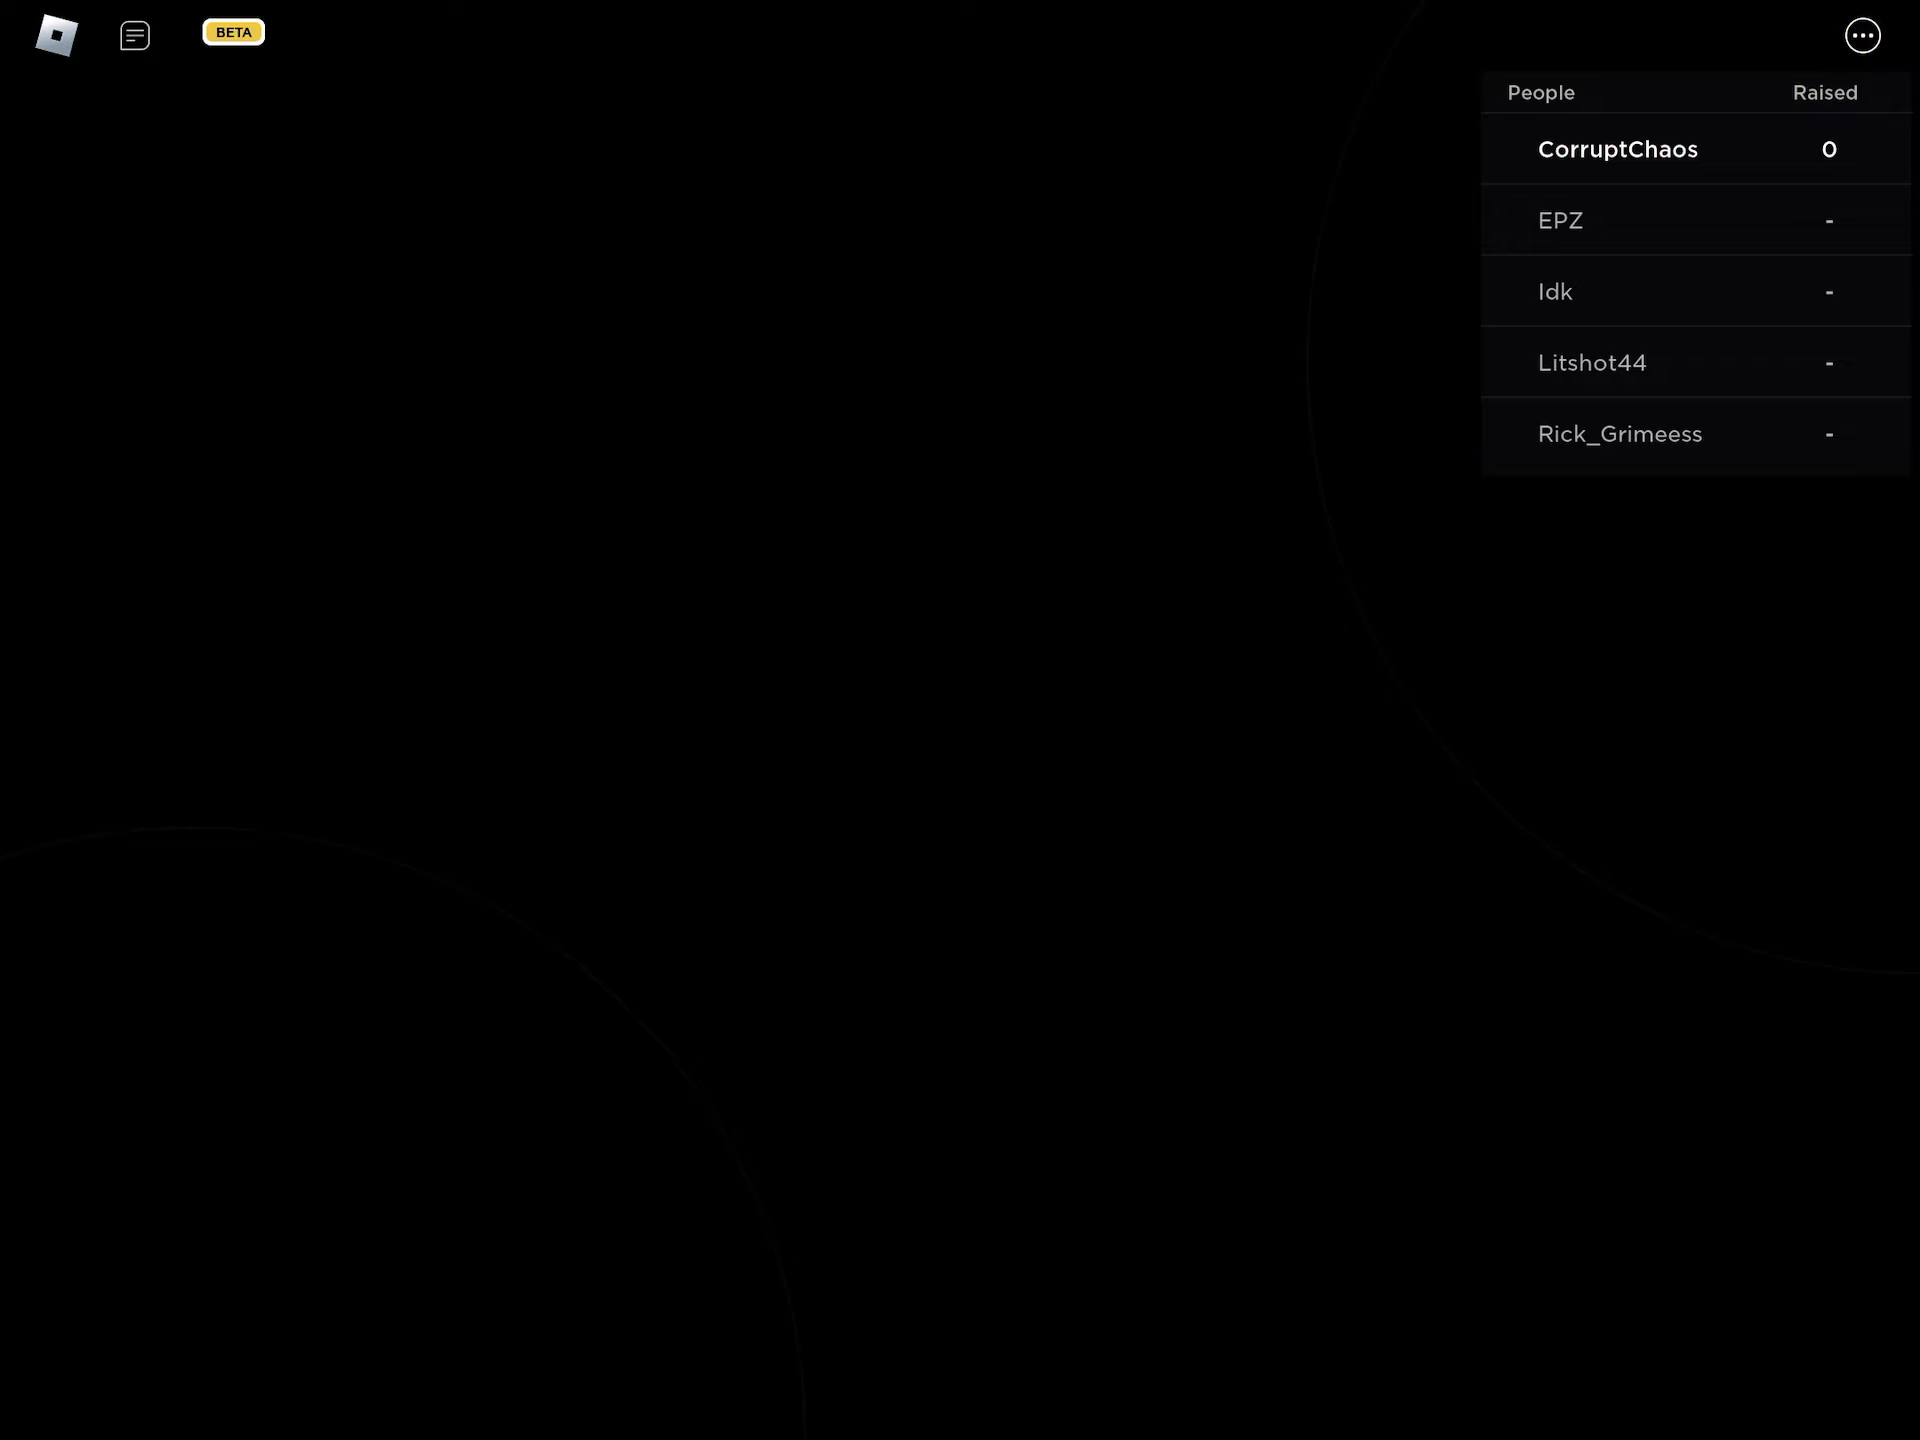 BETA
People Raised
CorruptChaos 0
EPZ -
Idk -
Litshot44 -
Rick_Grimeess -